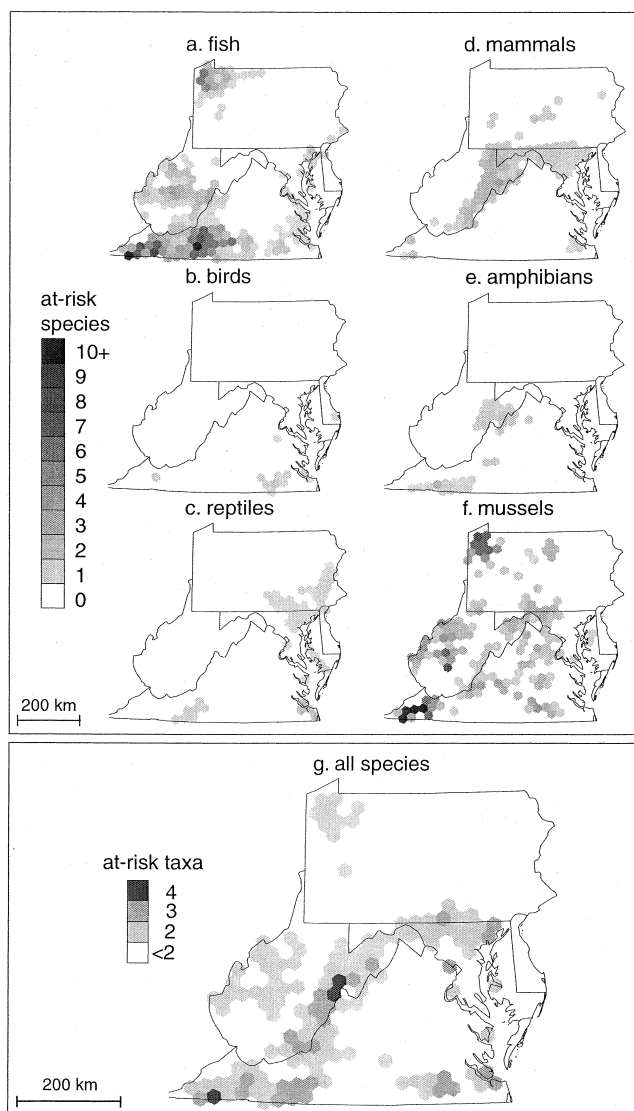 a. fish
d. mammals
b. birds
e. amphibians
at-risk
species
10+
9
8
7
6
5
4
3
2
1
0
c. reptiles
f. mussels
200 km
g. all species
at-risk taxa
4
3
2
<2
200 km